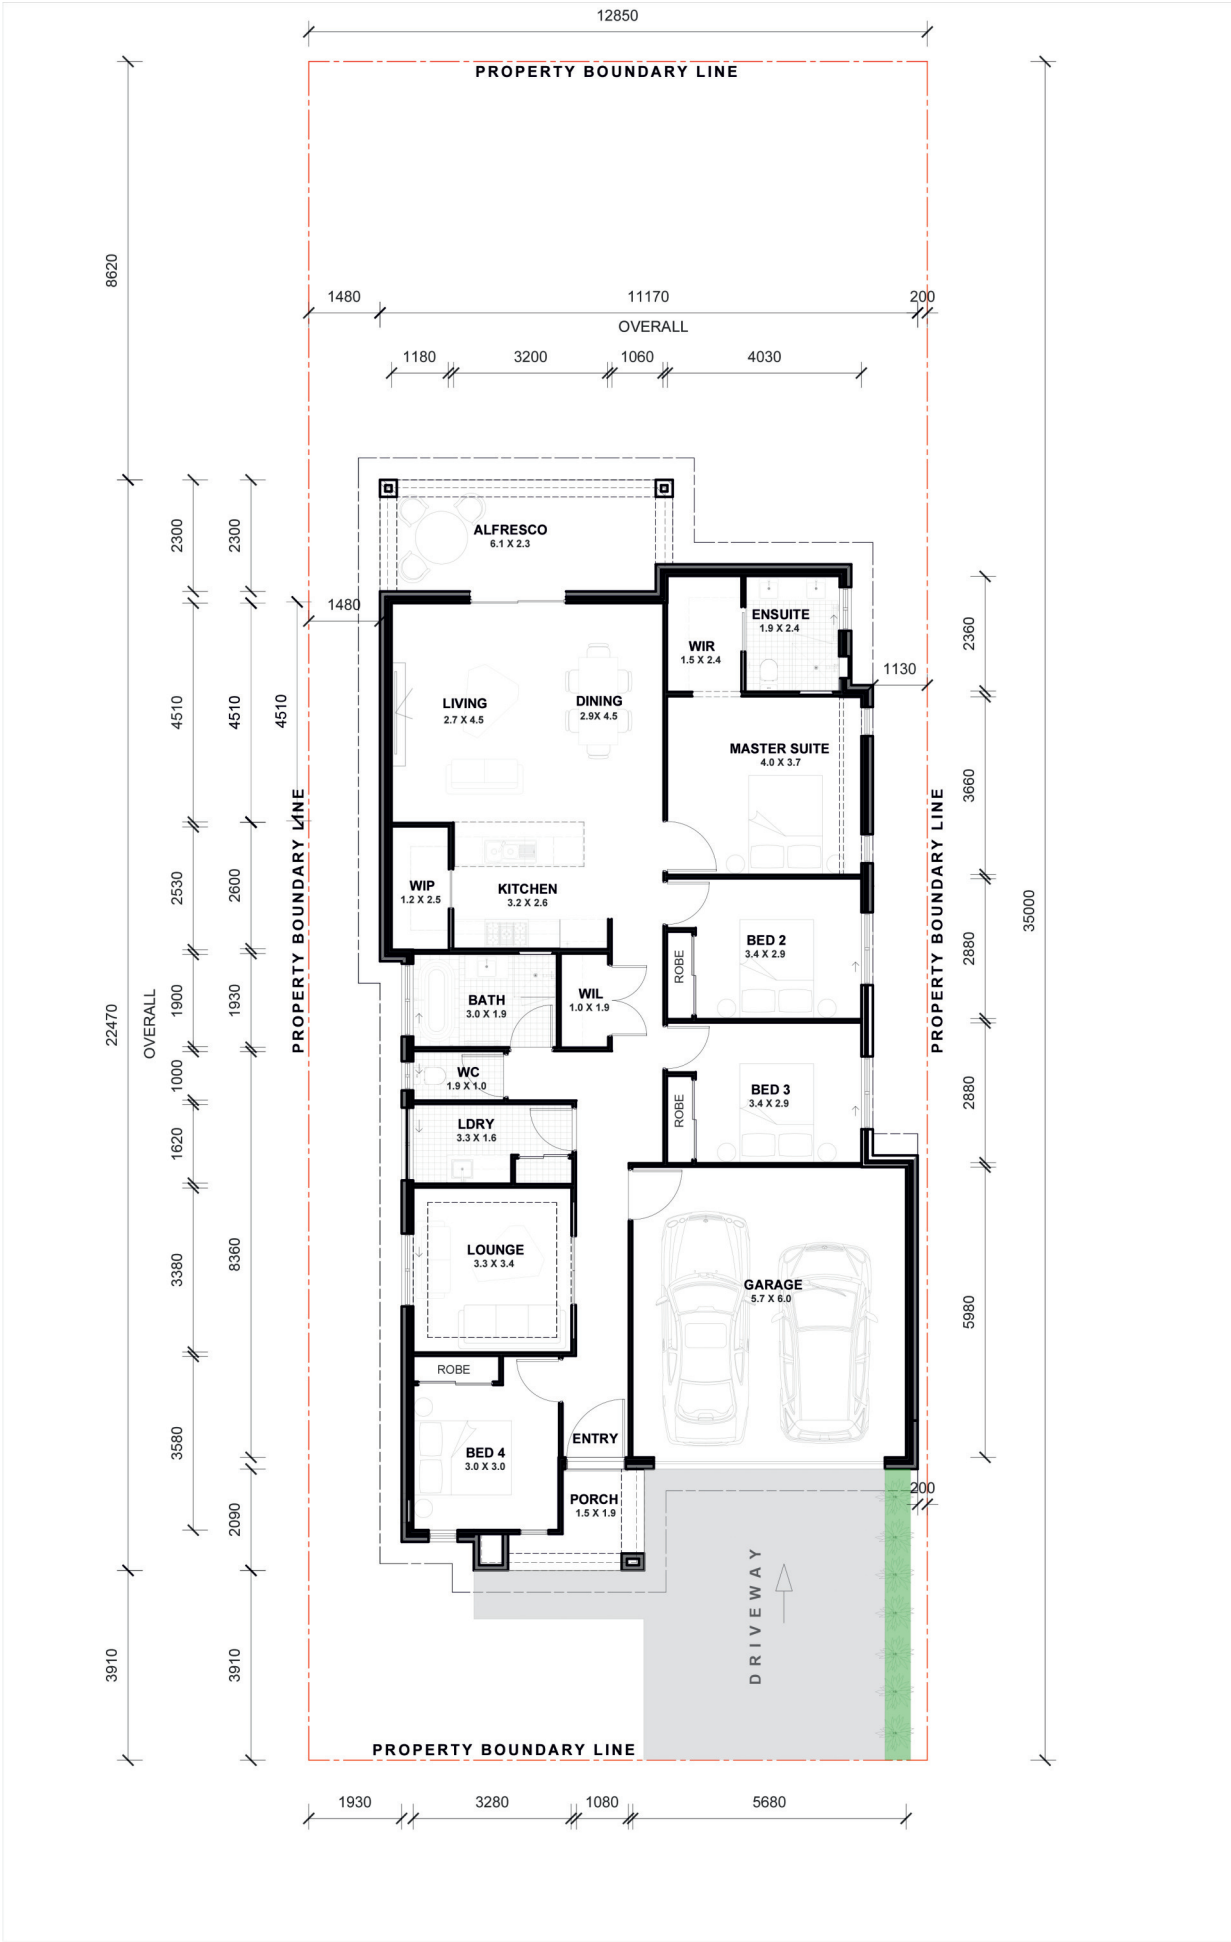 12850
PROPERTY BOUNDARY LINE
8620
1480
11170
200
OVERALL
1180
3200
1060
4030
2300
2300
ALFRESCO
6.1 X 2.3
1480
ENSUITE
1.9 X 2.4
WIR
1.5 X 2.4
2360
1130
4510
4510
4510
LIVING
2.7 X 4.5
DINING
2.9X 4.5
MASTER SUITE
4.0 X 3.7
3660
PROPERTY BOUNDARY LINE
PROPERTY BOUNDARY LINE
35000
2530
2600
WIP
1.2 X 2.5
KITCHEN
3.2 X 2.6
BED 2
3.4 X 2.9
ROBE
2880
22470
OVERALL
1900
1930
BATH
3.0 X 1.9
WIL
1.0 X 1.9
1000
WC
1.9 X 1.0
BED 3
3.4 X 2.9
ROBE
2880
1620
LDRY
3.3 X 1.6
3380
8360
LOUNGE
3.3 X 3.4
GARAGE
5.7 X 6.0
5980
ROBE
3580
BED 4
3.0 X 3.0
ENTRY
2090
PORCH
1.5 X 1.9
200
DRIVEWAY
3910
3910
PROPERTY BOUNDARY LINE
1930
3280
1080
5680